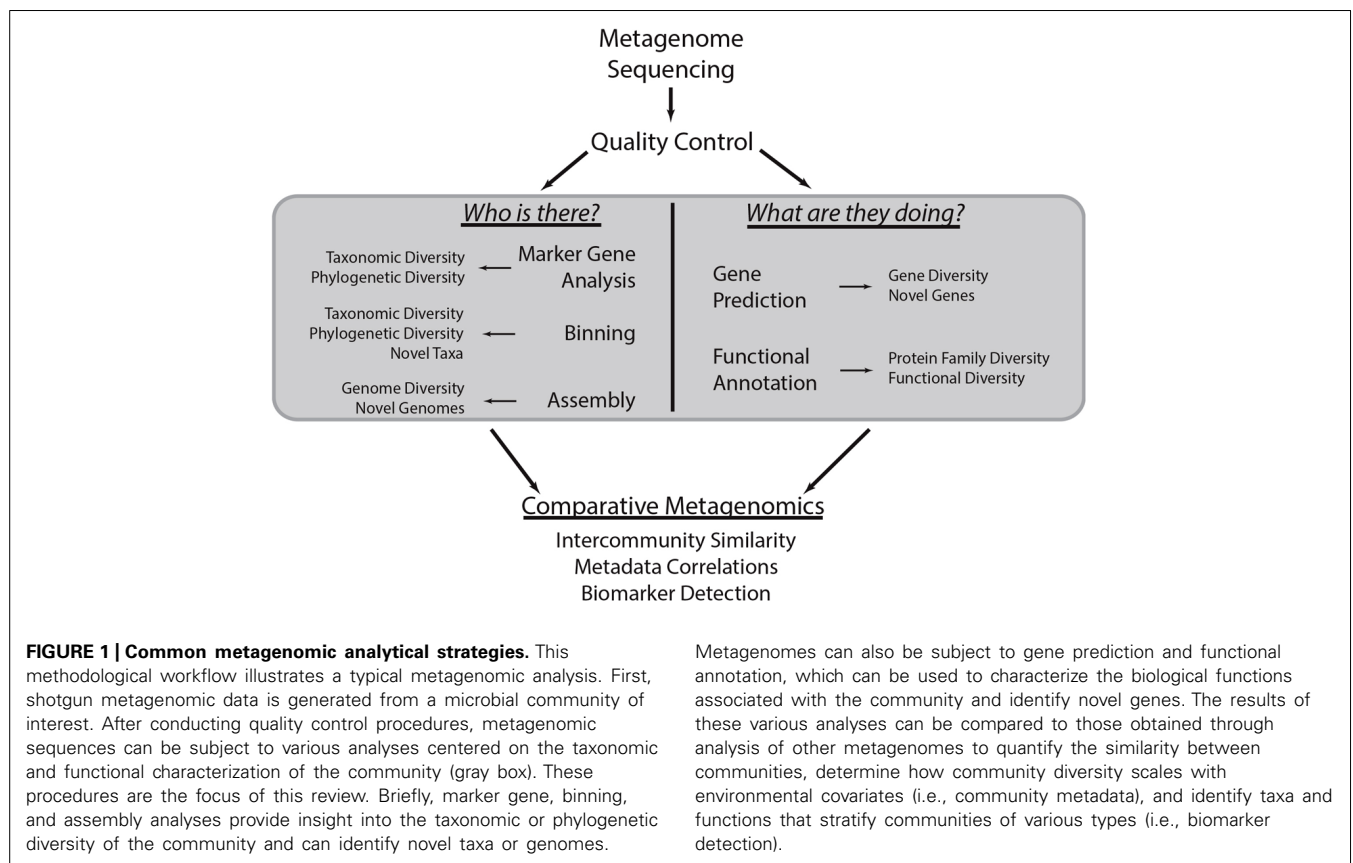 Metagenome
Sequencing
Quality Control
Who is there?
Taxonomic Diversity
Phylogenetic Diversity
Marker Gene
Analysis
Taxonomic Diversity
Phylogenetic Diversity
Novel Taxa
Binning
Genome Diversity
Novel Genomes
Assembly
What are they doing?
Gene
Prediction
Gene Diversity
Novel Genes
Functional
Annotation
Protein Family Diversity
Functional Diversity
Comparative Metagenomics
Intercommunity Similarity
Metadata Correlations
Biomarker Detection
FIGURE 1 | Common metagenomic analytical strategies. This
methodological workflow illustrates a typical metagenomic analysis. First,
shotgun metagenomic data is generated from a microbial community of
interest. After conducting quality control procedures, metagenomic
sequences can be subject to various analyses centered on the taxonomic
and functional characterization of the community (gray box). These
procedures are the focus of this review. Briefly, marker gene, binning,
and assembly analyses provide insight into the taxonomic or phylogenetic
diversity of the community and can identify novel taxa or genomes.
Metagenomes can also be subject to gene prediction and functional
annotation, which can be used to characterize the biological functions
associated with the community and identify novel genes. The results of
these various analyses can be compared to those obtained through
analysis of other metagenomes to quantify the similarity between
communities, determine how community diversity scales with
environmental covariates (i.e., community metadata), and identify taxa and
functions that stratify communities of various types (i.e., biomarker
detection).